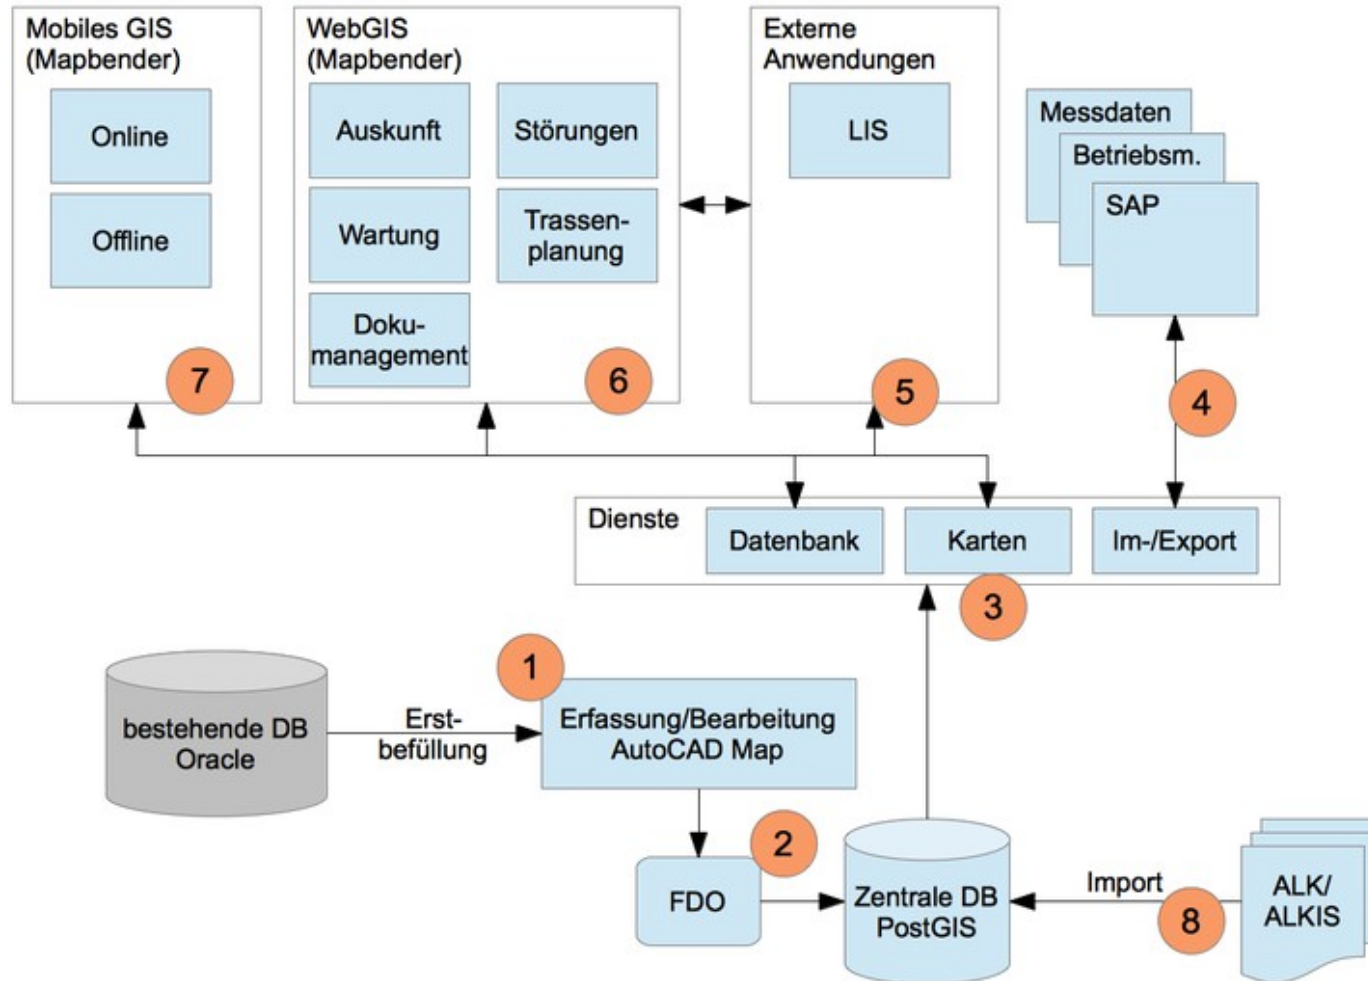 Mobiles GIS
(Mapbender)
Online
Offline
7
WebGIS
(Mapbender)
Auskunft
Störungen
Wartung
Trassen-
planung
Doku-
management
6
Externe
Anwendungen
LIS
5
Messdaten
Betriebsm.
SAP
4
Dienste
Datenbank
Karten
Im-/Export
3
bestehende DB
Oracle
Erst-
befüllung
1
Erfassung/Bearbeitung
AutoCAD Map
2
FDO
Zentrale DB
PostGIS
Import
8
ALK/
ALKIS